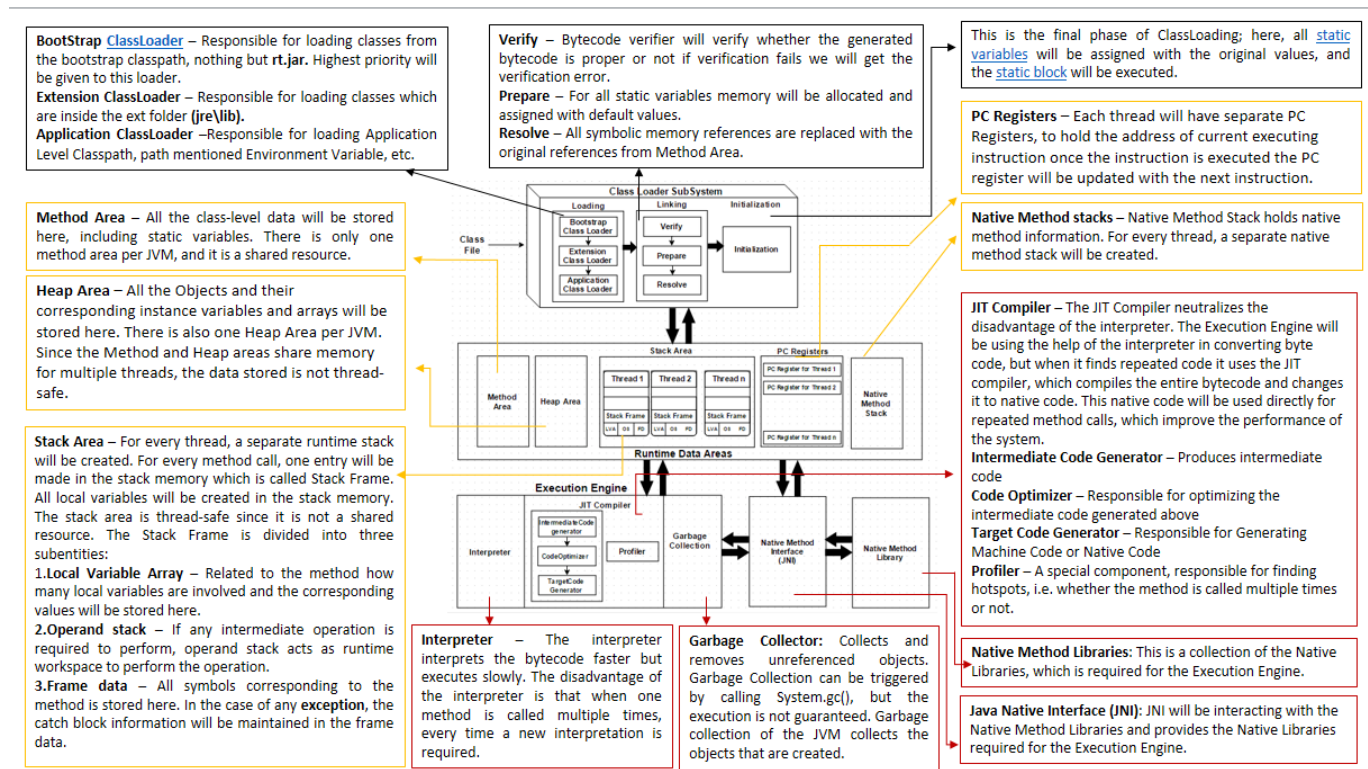 BootStrap ClassLoader – Responsible for loading classes from
the bootstrap classpath, nothing but rt.jar. Highest priority will
be given to this loader.
Extension ClassLoader – Responsible for loading classes which
are inside the ext folder (jre\lib).
Application ClassLoader –Responsible for loading Application
Level Classpath, path mentioned Environment Variable, etc.
Verify – Bytecode verifier will verify whether the generated
bytecode is proper or not if verification fails we will get the
verification error.
Prepare – For all static variables memory will be allocated and
assigned with default values.
Resolve – All symbolic memory references are replaced with the
original references from Method Area.
This is the final phase of ClassLoading; here, all static
variables will be assigned with the original values, and
the static block will be executed.
PC Registers – Each thread will have separate PC
Registers, to hold the address of current executing
instruction once the instruction is executed the PC
register will be updated with the next instruction.
Method Area – All the class-level data will be stored
here, including static variables. There is only one
method area per JVM, and it is a shared resource.
Native Method stacks – Native Method Stack holds native
method information. For every thread, a separate native
method stack will be created.
Heap Area – All the Objects and their
corresponding instance variables and arrays will be
stored here. There is also one Heap Area per JVM.
Since the Method and Heap areas share memory
for multiple threads, the data stored is not thread-
safe.
Class Loader SubSystem
Loading
Linking
Initialization
Class
File
Bootstrap
Class Loader
Extension
Class Loader
Application
Class Loader
Verify
Prepare
Resolve
Initialization
Stack Area
PC Registers
Method
Area
Heap Area
Thread 1
Thread 2
Thread n
Stack Frame
Stack Frame
Stack Frame
LVA OS FD
LVA OS FD
LVA OS FD
PC Register for Thread 1
PC Register for Thread 2
PC Register for Thread n
Native
Method
Stack
Runtime Data Areas
JIT Compiler – The JIT Compiler neutralizes the
disadvantage of the interpreter. The Execution Engine will
be using the help of the interpreter in converting byte
code, but when it finds repeated code it uses the JIT
compiler, which compiles the entire bytecode and changes
it to native code. This native code will be used directly for
repeated method calls, which improve the performance of
the system.
Intermediate Code Generator – Produces intermediate
code
Code Optimizer – Responsible for optimizing the
intermediate code generated above
Target Code Generator – Responsible for Generating
Machine Code or Native Code
Profiler – A special component, responsible for finding
hotspots, i.e. whether the method is called multiple times
or not.
Stack Area – For every thread, a separate runtime stack
will be created. For every method call, one entry will be
made in the stack memory which is called Stack Frame.
All local variables will be created in the stack memory.
The stack area is thread-safe since it is not a shared
resource. The Stack Frame is divided into three
subentities:
1.Local Variable Array – Related to the method how
many local variables are involved and the corresponding
values will be stored here.
2.Operand stack – If any intermediate operation is
required to perform, operand stack acts as runtime
workspace to perform the operation.
3.Frame data – All symbols corresponding to the
method is stored here. In the case of any exception, the
catch block information will be maintained in the frame
data.
Execution Engine
JIT Compiler
Interpreter
IntermediateCode
generator
CodeOptimizer
TargetCode
Generator
Profiler
Garbage
Collection
Native Method
Interface
(JNI)
Native Method
Library
Interpreter – The interpreter
interprets the bytecode faster but
executes slowly. The disadvantage of
the interpreter is that when one
method is called multiple times,
every time a new interpretation is
required.
Garbage Collector: Collects and
removes unreferenced objects.
Garbage Collection can be triggered
by calling System.gc(), but the
execution is not guaranteed. Garbage
collection of the JVM collects the
objects that are created.
Native Method Libraries: This is a collection of the Native
Libraries, which is required for the Execution Engine.
Java Native Interface (JNI): JNI will be interacting with the
Native Method Libraries and provides the Native Libraries
required for the Execution Engine.